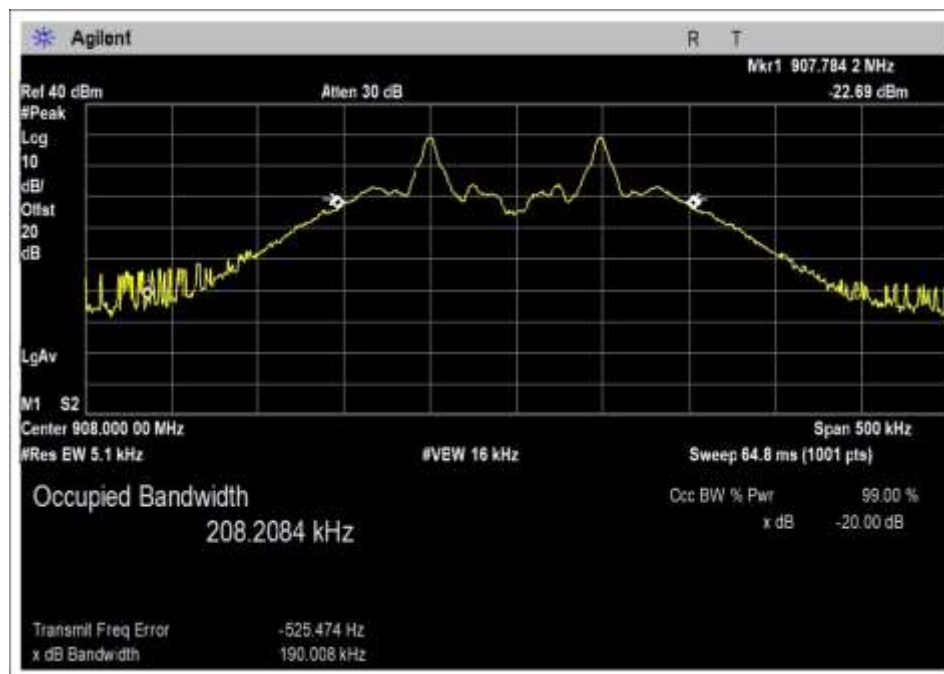 Agilent R T
Mkr1 907.784 2 MHz
Ref 40 dBm Atten 30 dB -22.69 dBm
#Peak
Log
10
dB/
Offst
20
dB
LgAv
M1 S2
Center 908.000 00 MHz Span 500 kHz
#Res BW 5.1 kHz #VBW 16 kHz Sweep 64.8 ms (1001 pts)
Occupied Bandwidth Occ BW % Pwr 99.00 %
208.2084 kHz x dB -20.00 dB
Transmit Freq Error -525.474 Hz
x dB Bandwidth 190.008 kHz